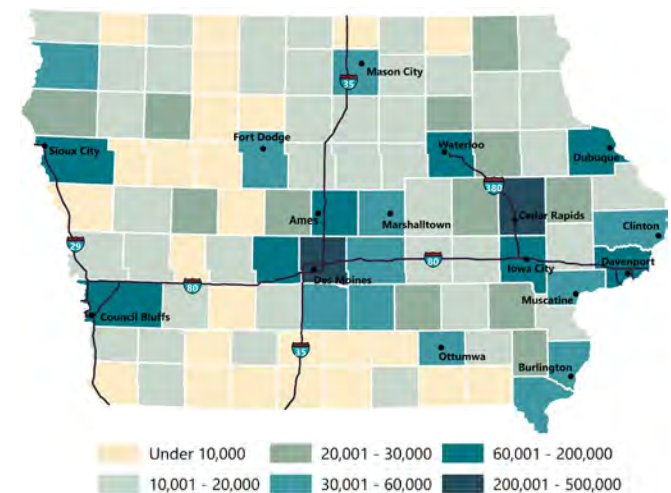 Mason City
35
Fort Dodge
Sioux City
Waterloo
Dubuque
380
Ames
Marshalltown
Cedar Rapids
Clinton
29
80
Des Moines
Iowa City
Davenport
80
Council Bluffs
Muscatine
35
Ottumwa
Burlington
Under 10,000
20,001 - 30,000
60,001 - 200,000
10,001 - 20,000
30,001 - 60,000
200,001 - 500,000